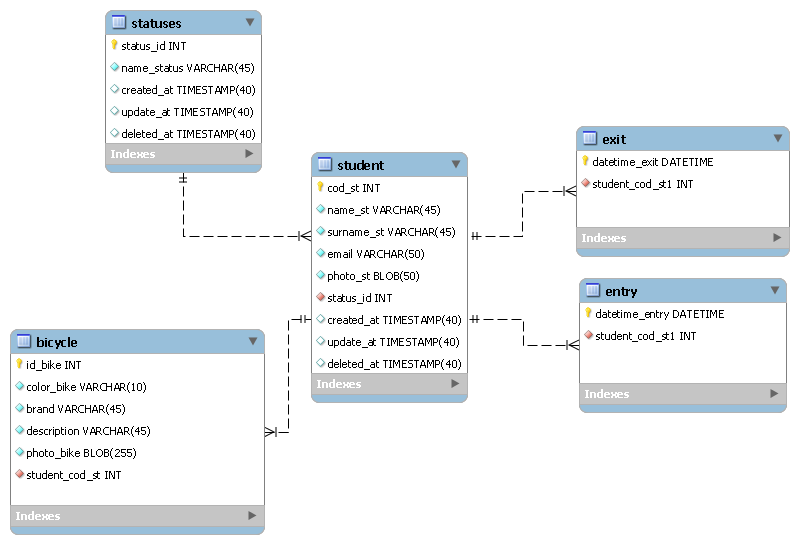 statuses
status_id INT
name_status VARCHAR(45)
created_at TIMESTAMP(40)
update_at TIMESTAMP(40)
deleted_at TIMESTAMP(40)
Indexes
student
cod_st INT
name_st VARCHAR(45)
surname_st VARCHAR(45)
email VARCHAR(50)
photo_st BLOB(50)
status_id INT
created_at TIMESTAMP(40)
update_at TIMESTAMP(40)
deleted_at TIMESTAMP(40)
Indexes
exit
datetime_exit DATETIME
student_cod_st1 INT
Indexes
entry
datetime_entry DATETIME
student_cod_st1 INT
Indexes
bicycle
id_bike INT
color_bike VARCHAR(10)
brand VARCHAR(45)
description VARCHAR(45)
photo_bike BLOB(255)
student_cod_st INT
Indexes